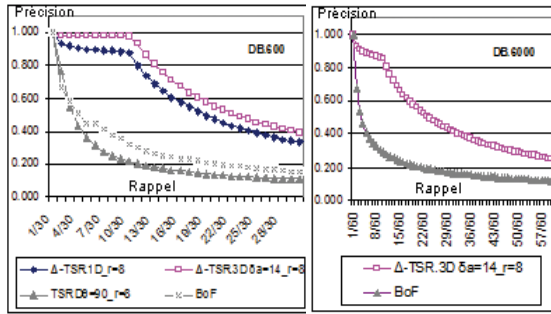 Précision
1.000
0.800
0.600
0.400
0.200
0.000
DB.600
Rappel
1/30
4/30
7/30
10/30
13/30
16/30
19/30
22/30
25/30
28/30
Δ-TSR1D_r=8
Δ-TSR3D δa=14_r=8
TSRDθ=90_r=8
BoF
Précision
1.000
0.800
0.600
0.400
0.200
0.000
DB.6000
Rappel
1/60
8/60
15/60
22/60
29/60
36/60
43/60
50/60
57/60
Δ-TSR.3D δa=14_r=8
BoF